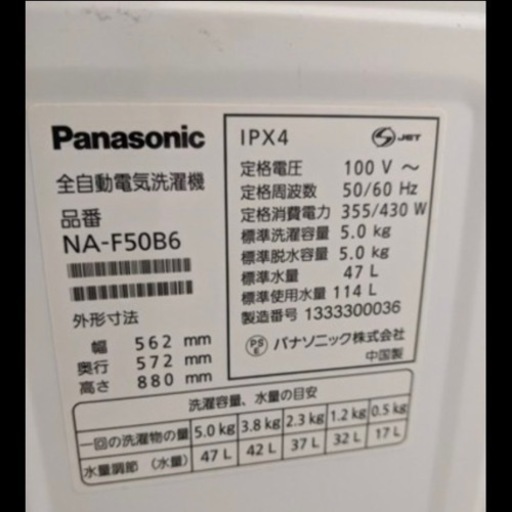 Panasonic
全自動電気洗濯機
品番
NA-F50B6
外形寸法
幅 562 mm
奥行 572 mm
高さ 880 mm
IPX4
S JET
定格電圧 100 V ～
定格周波数 50/60 Hz
定格消費電力 355/430 W
標準洗濯容量 5.0 kg
標準脱水容量 5.0 kg
標準水量 47 L
標準使用水量 114 L
製造番号 1333300036
PS E パナソニック株式会社
中国製
洗濯容量、水量の目安
一回の洗濯物の量 5.0 kg 3.8 kg 2.3 kg 1.2 kg 0.5 kg
水量調節 （水量） 47 L 42 L 37 L 32 L 17 L